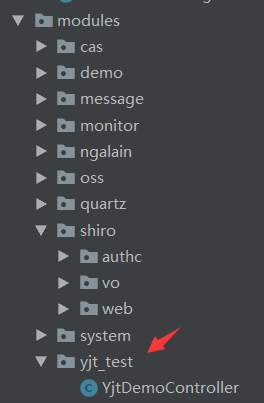 modules
cas
demo
message
monitor
ngalain
oss
quartz
shiro
authc
vo
web
system
yjt_test
C YjtDemoController